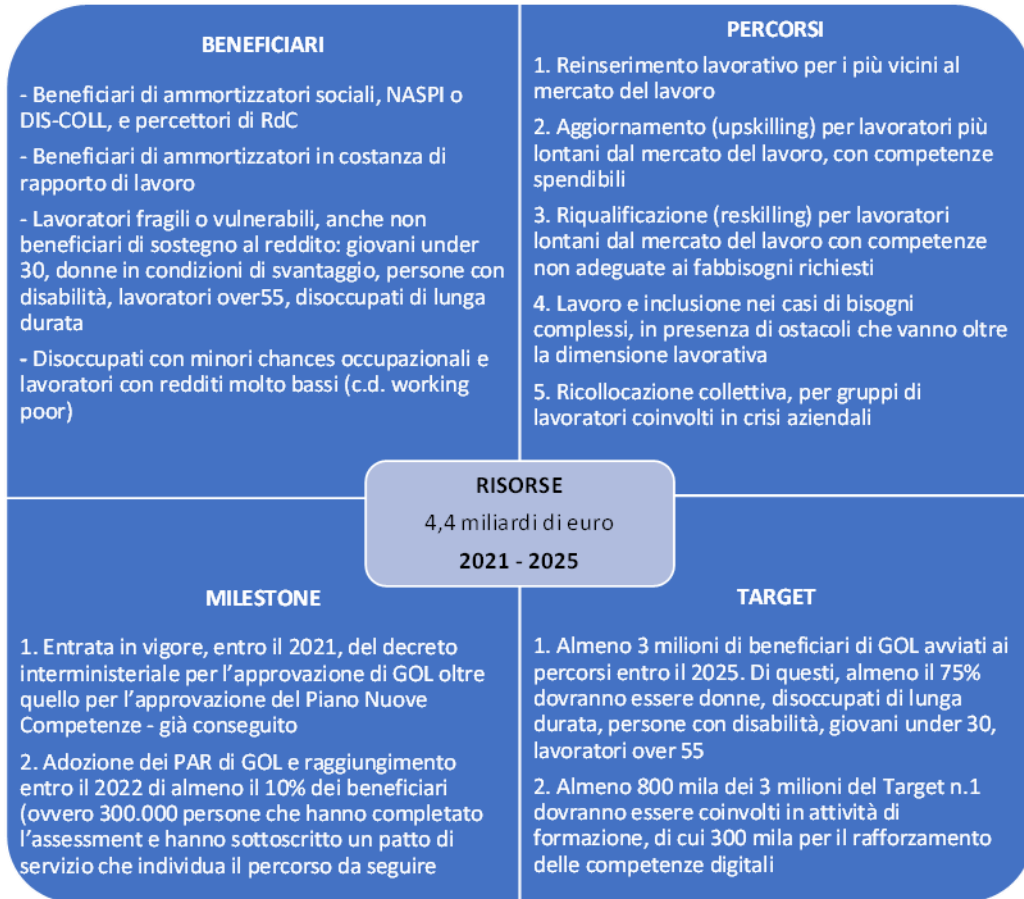 BENEFICIARI
- Beneficiari di ammortizzatori sociali, NASPI o
DIS-COLL, e percettori di RdC
- Beneficiari di ammortizzatori in costanza di
rapporto di lavoro
- Lavoratori fragili o vulnerabili, anche non
beneficiari di sostegno al reddito: giovani under
30, donne in condizioni di svantaggio, persone con
disabilità, lavoratori over55, disoccupati di lunga
durata
- Disoccupati con minori chances occupazionali e
lavoratori con redditi molto bassi (c.d. working
poor)
PERCORSI
1. Reinserimento lavorativo per i più vicini al
mercato del lavoro
2. Aggiornamento (upskilling) per lavoratori più
lontani dal mercato del lavoro, con competenze
spendibili
3. Riqualificazione (reskilling) per lavoratori
lontani dal mercato del lavoro con competenze
non adeguate ai fabbisogni richiesti
4. Lavoro e inclusione nei casi di bisogni
complessi, in presenza di ostacoli che vanno oltre
la dimensione lavorativa
5. Ricollocazione collettiva, per gruppi di
lavoratori coinvolti in crisi aziendali
RISORSE
4,4 miliardi di euro
2021 - 2025
MILESTONE
1. Entrata in vigore, entro il 2021, del decreto
interministeriale per l'approvazione di GOL oltre
quello per l'approvazione del Piano Nuove
Competenze - già conseguito
2. Adozione dei PAR di GOL e raggiungimento
entro il 2022 di almeno il 10% dei beneficiari
(ovvero 300.000 persone che hanno completato
l'assessment e hanno sottoscritto un patto di
servizio che individua il percorso da seguire
TARGET
1. Almeno 3 milioni di beneficiari di GOL avviati ai
percorsi entro il 2025. Di questi, almeno il 75%
dovranno essere donne, disoccupati di lunga
durata, persone con disabilità, giovani under 30,
lavoratori over 55
2. Almeno 800 mila dei 3 milioni del Target n.1
dovranno essere coinvolti in attività di
formazione, di cui 300 mila per il rafforzamento
delle competenze digitali